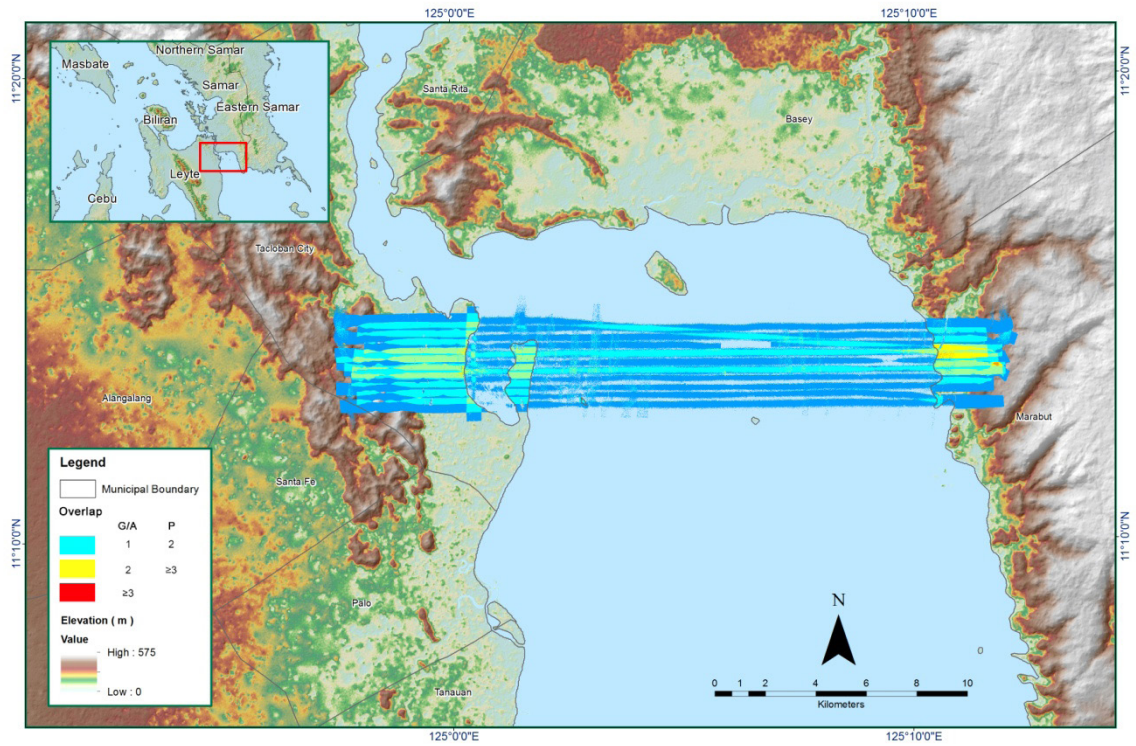 125°0'0"E
125°10'0"E
11°20'0"N
11°20'0"N
Northern Samar
Masbate
Samar
Eastern Samar
Biliran
Leyte
Cebu
Santa Rita
Basey
Tacloban City
Alangalang
Marabut
Santa Fe
Palo
Tanauan
11°10'0"N
11°10'0"N
Legend
Municipal Boundary
Overlap
G/A P
1 2
2 ≥3
≥3
Elevation ( m )
Value
High : 575
Low : 0
N
0 1 2 4 6 8 10
Kilometers
125°0'0"E
125°10'0"E